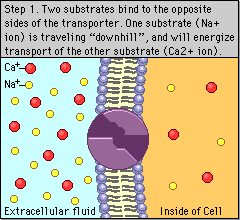 Step 1. Two substrates bind to the opposite
sides of the transporter. One substrate (Na+
ion) is traveling "downhill", and will energize
transport of the other substrate (Ca2+ ion).
Ca+
Na+
Extracellular fluid
Inside of Cell